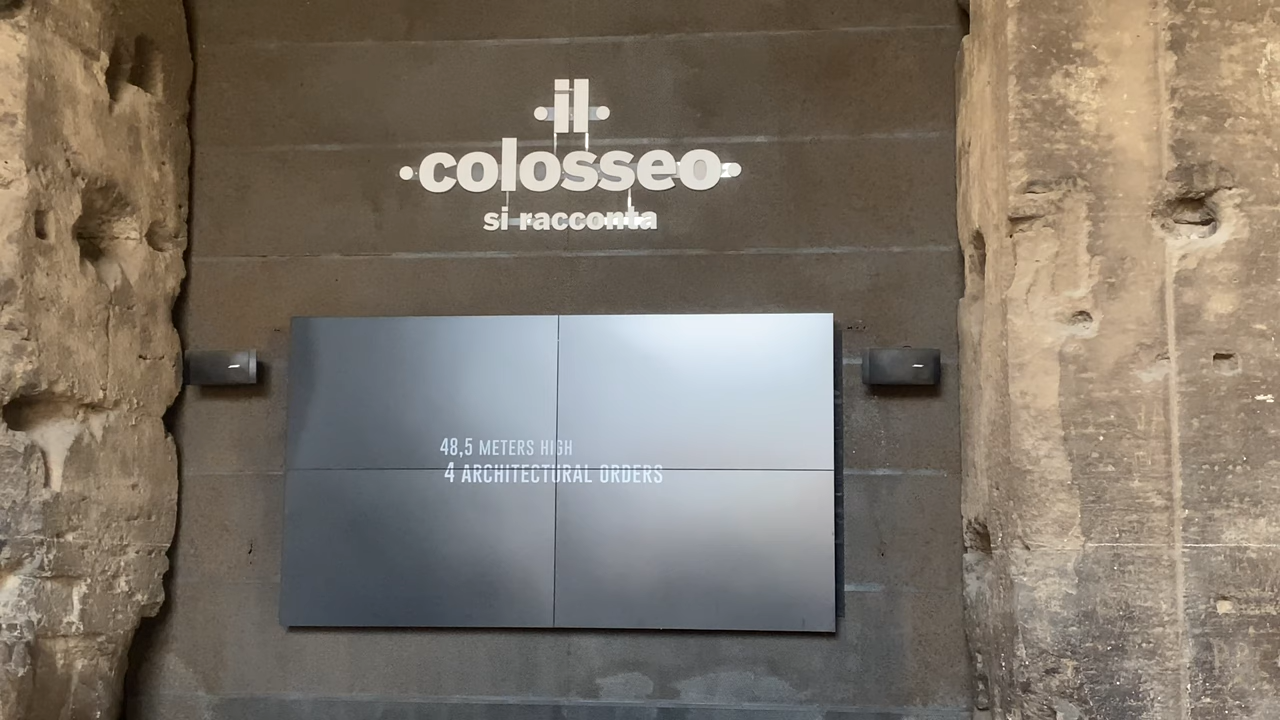 il
colosseo
si racconta
48,5 METERS HIGH
4 ARCHITECTURAL ORDERS